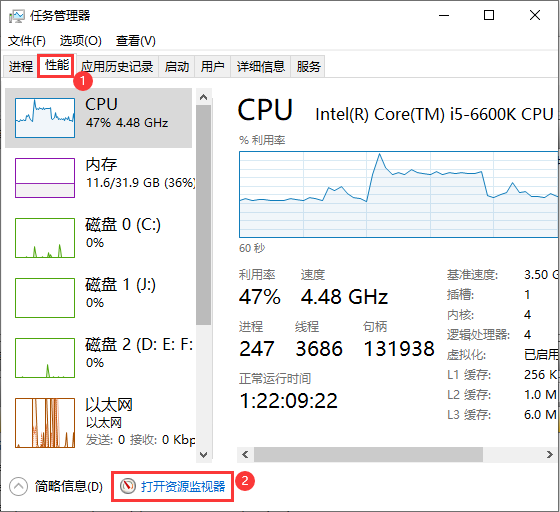 任务管理器
文件(F) 选项(O) 查看(V)
进程 性能 应用历史记录 启动 用户 详细信息 服务
1
CPU
47% 4.48 GHz
内存
11.6/31.9 GB (36%)
磁盘 0 (C:)
0%
磁盘 1 (J:)
0%
磁盘 2 (D: E: F:
0%
以太网
以太网
发送: 0 接收: 0 Kbp
CPU Intel(R) Core(TM) i5-6600K CPU
% 利用率
60 秒
利用率 速度
47% 4.48 GHz
进程 线程 句柄
247 3686 131938
正常运行时间
1:22:09:22
基准速度: 3.50 G
插槽: 1
内核: 4
逻辑处理器: 4
虚拟化: 已启用
L1 缓存: 256 K
L2 缓存: 1.0 M
L3 缓存: 6.0 M
简略信息(D) 打开资源监视器 2